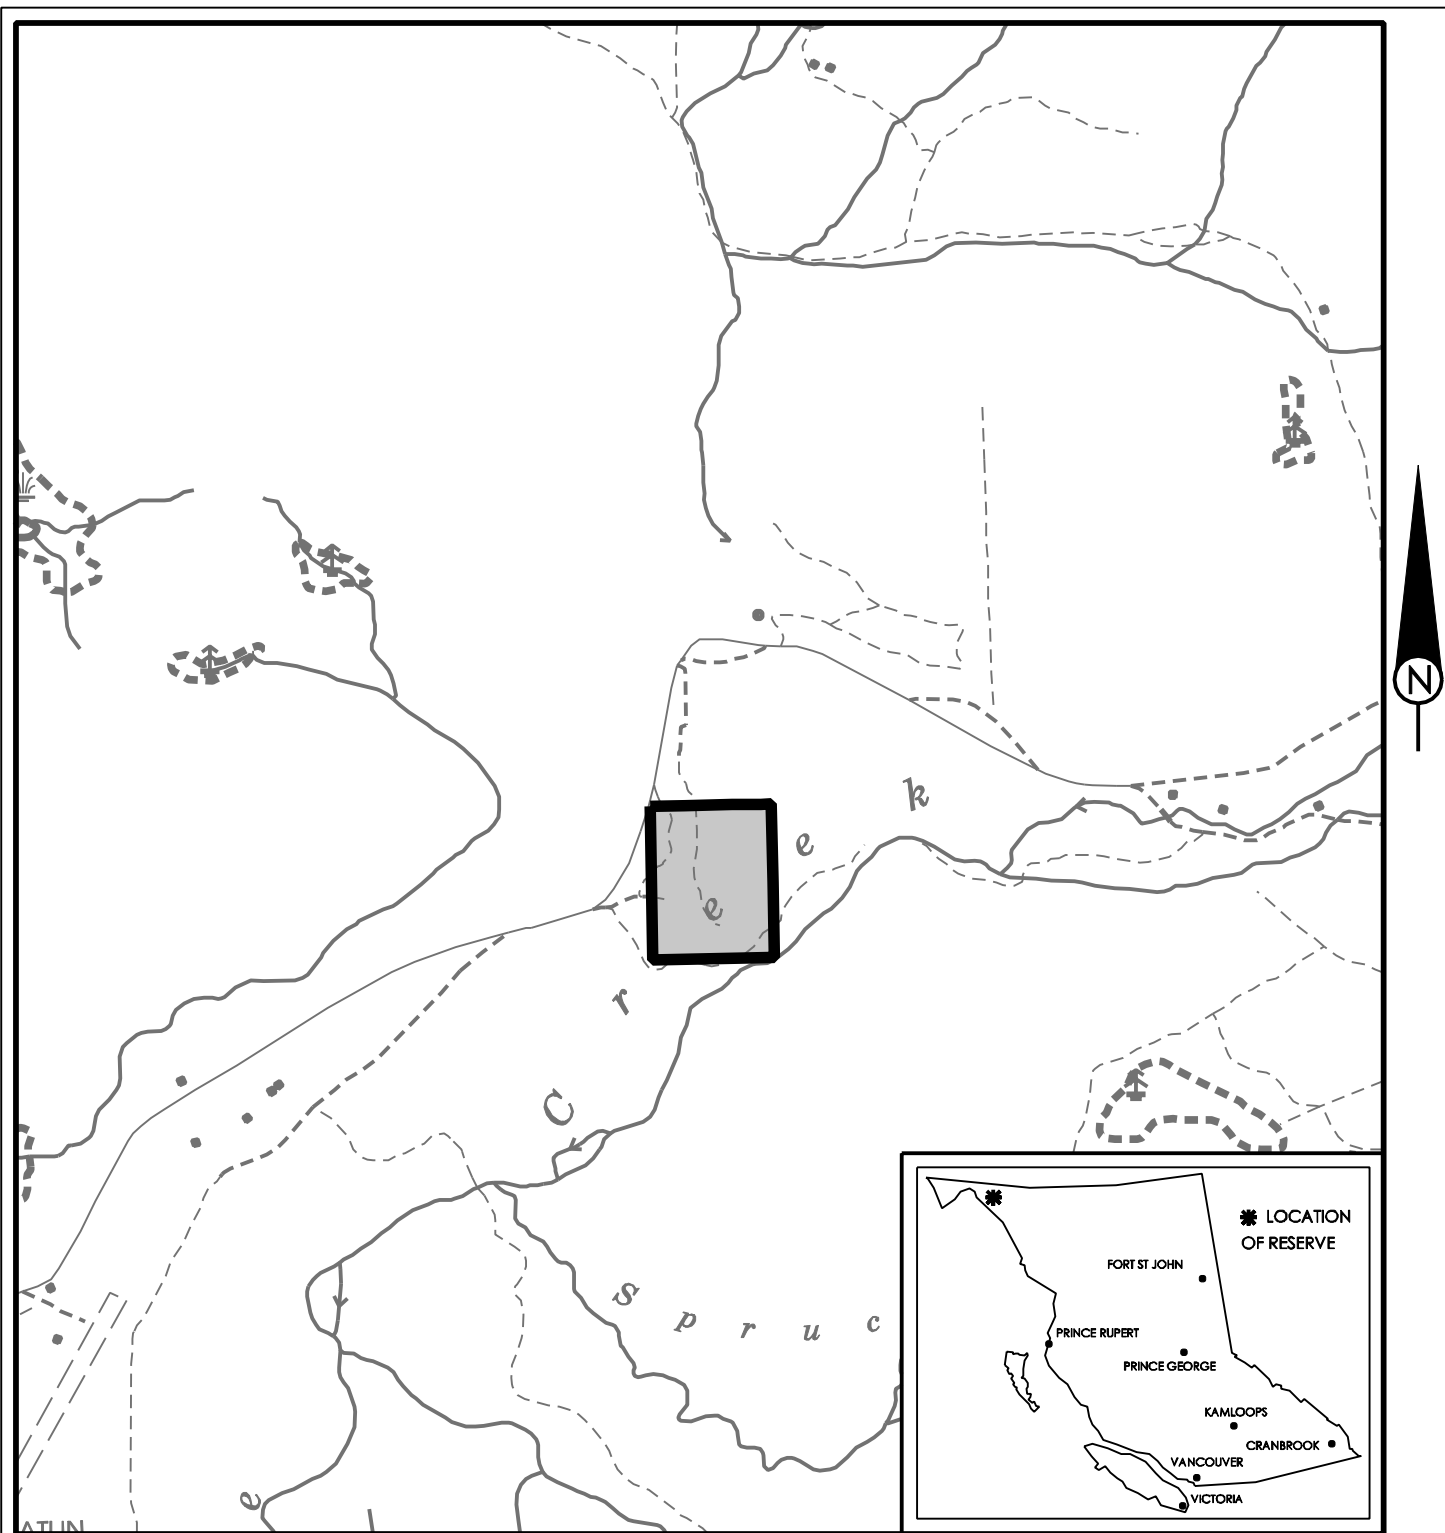 N
k
e
e
r
C
S p r u c
e
LOCATION
OF RESERVE
FORT ST JOHN
PRINCE RUPERT
PRINCE GEORGE
KAMLOOPS
CRANBROOK
VANCOUVER
VICTORIA